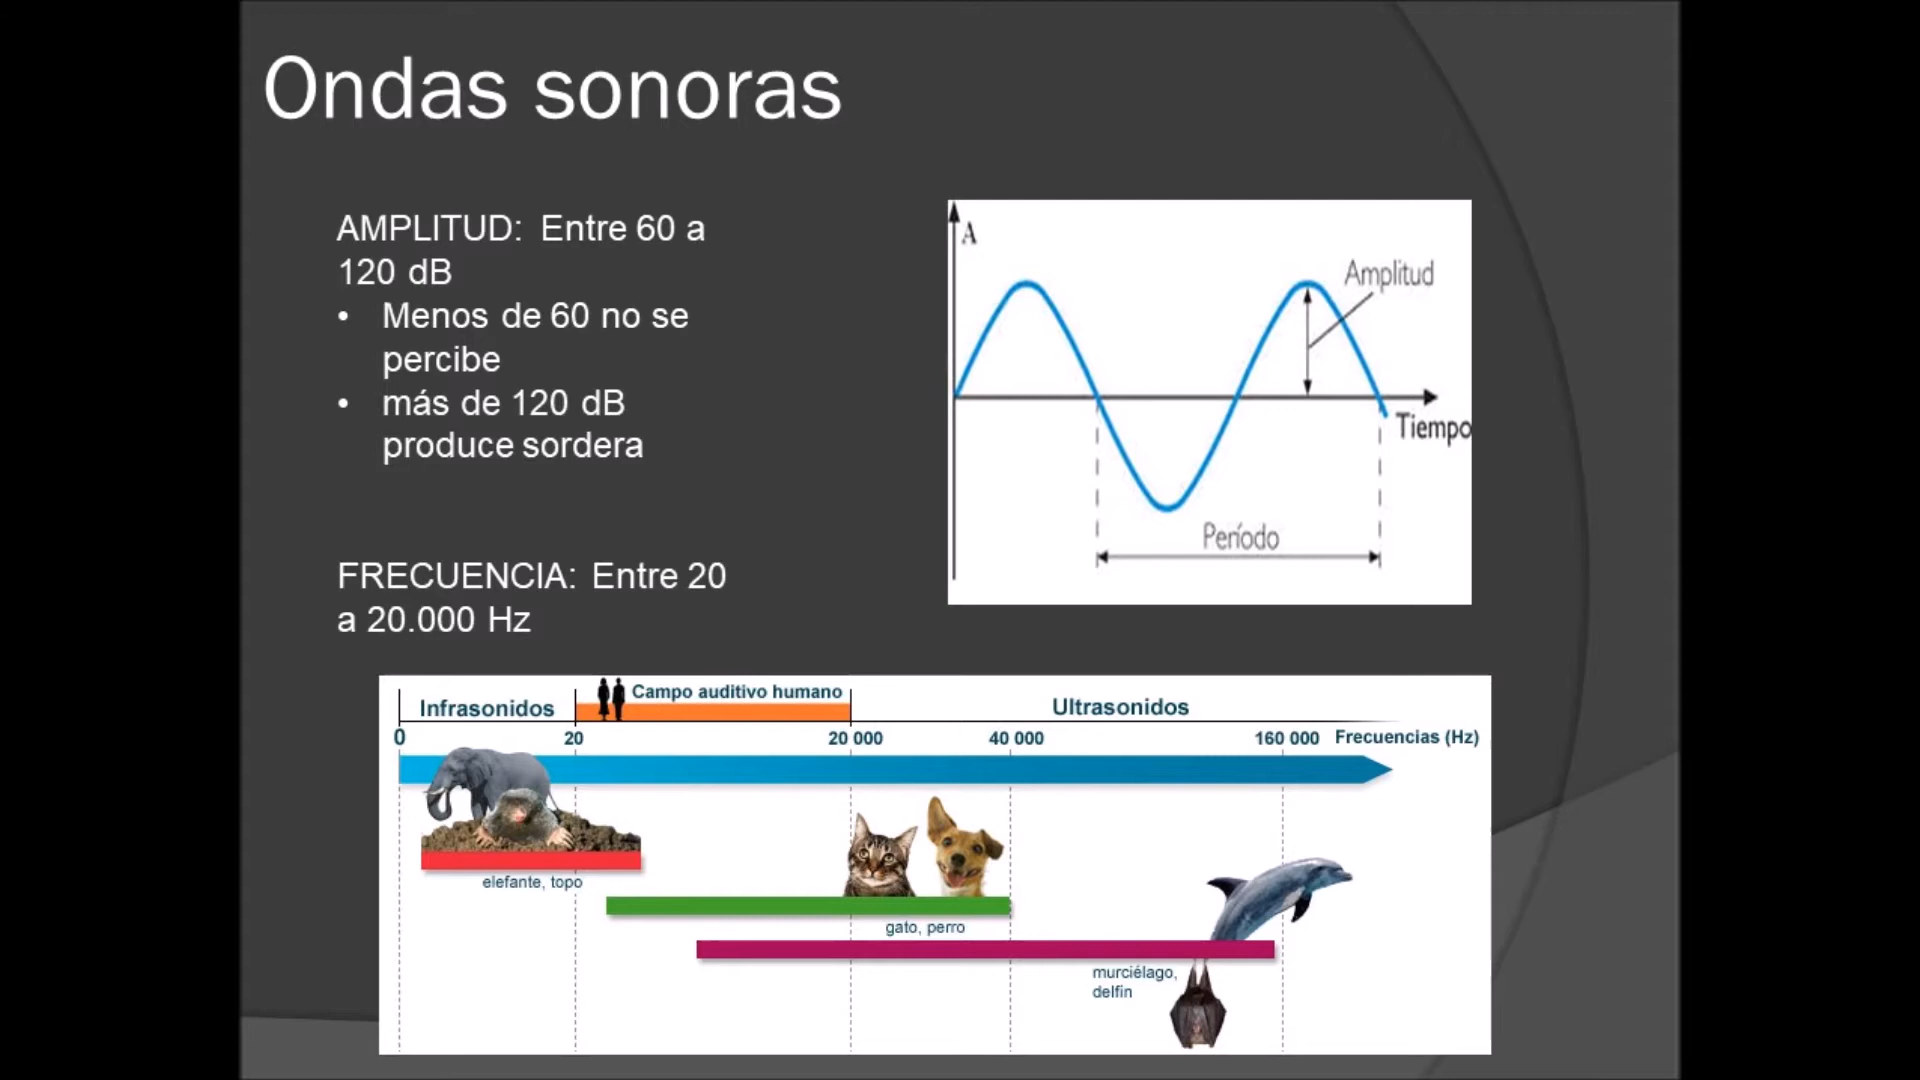 Ondas sonoras
AMPLITUD: Entre 60 a
120 dB
• Menos de 60 no se
percibe
• más de 120 dB
produce sordera
FRECUENCIA: Entre 20
a 20.000 Hz
A
Amplitud
Tiempo
Período
Infrasonidos
Campo auditivo humano
Ultrasonidos
0 20 20 000 40 000 160 000 Frecuencias (Hz)
elefante, topo
gato, perro
murciélago,
delfin